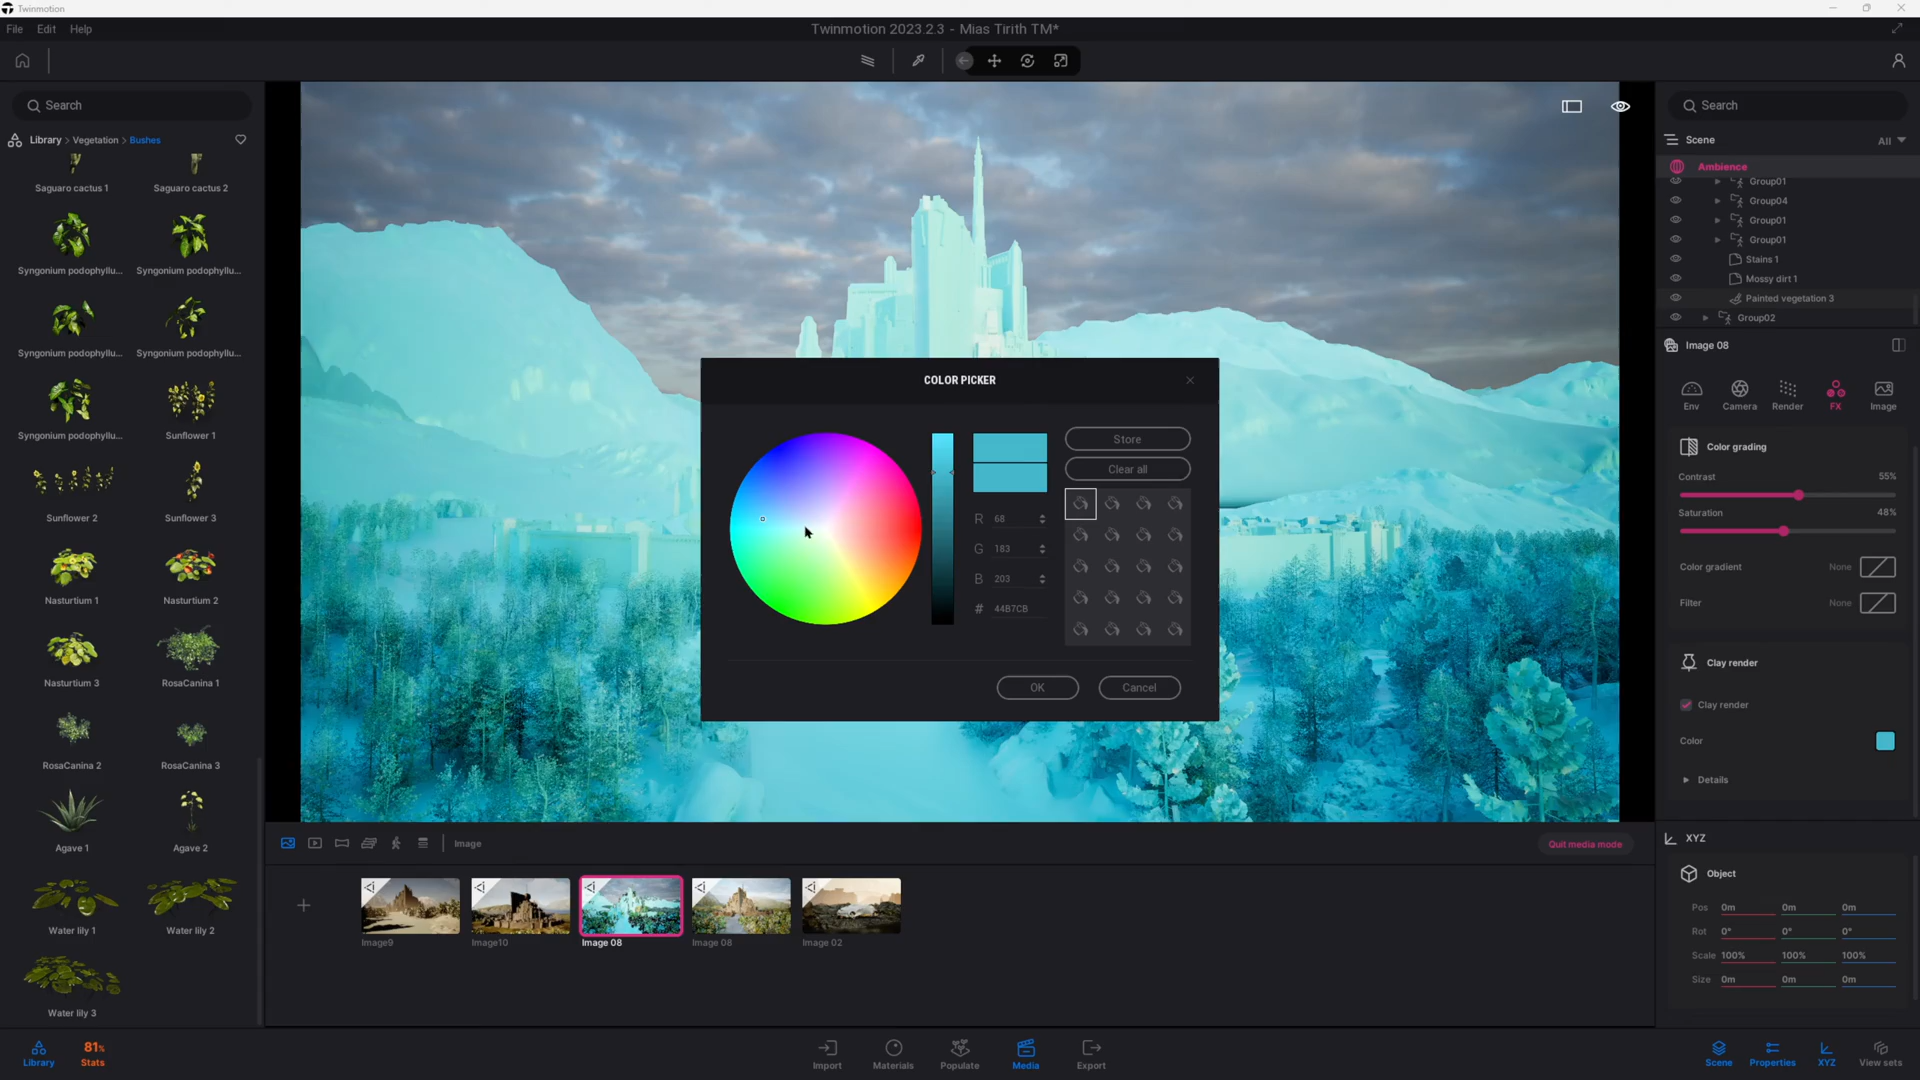 Twinmotion
File Edit Help
Twinmotion 2023.2.3 - Mias Tirith TM*
Search
Library > Vegetation > Bushes
Saguaro cactus 1
Saguaro cactus 2
Syngonium podophyllu...
Syngonium podophyllu...
Syngonium podophyllu...
Syngonium podophyllu...
Syngonium podophyllu...
Sunflower 1
Sunflower 2
Sunflower 3
Nasturtium 1
Nasturtium 2
Nasturtium 3
RosaCanina 1
RosaCanina 2
RosaCanina 3
Agave 1
Agave 2
Water lily 1
Water lily 2
Water lily 3
Library
81% Stats
COLOR PICKER
Store
Clear all
R 68
G 183
B 203
# 44B7CB
OK
Cancel
Image
Quit media mode
Image9
Image10
Image 08
Image 08
Image 02
Import
Materials
Populate
Media
Export
Search
Scene
All
Ambience
Group01
Group04
Group01
Group01
Stains 1
Mossy dirt 1
Painted vegetation 3
Group02
Image 08
Env
Camera
Render
FX
Image
Color grading
Contrast 55%
Saturation 48%
Color gradient None
Filter None
Clay render
Clay render
Color
Details
XYZ
Object
Pos 0m 0m 0m
Rot 0° 0° 0°
Scale 100% 100% 100%
Size 0m 0m 0m
Scene
Properties
XYZ
View sets